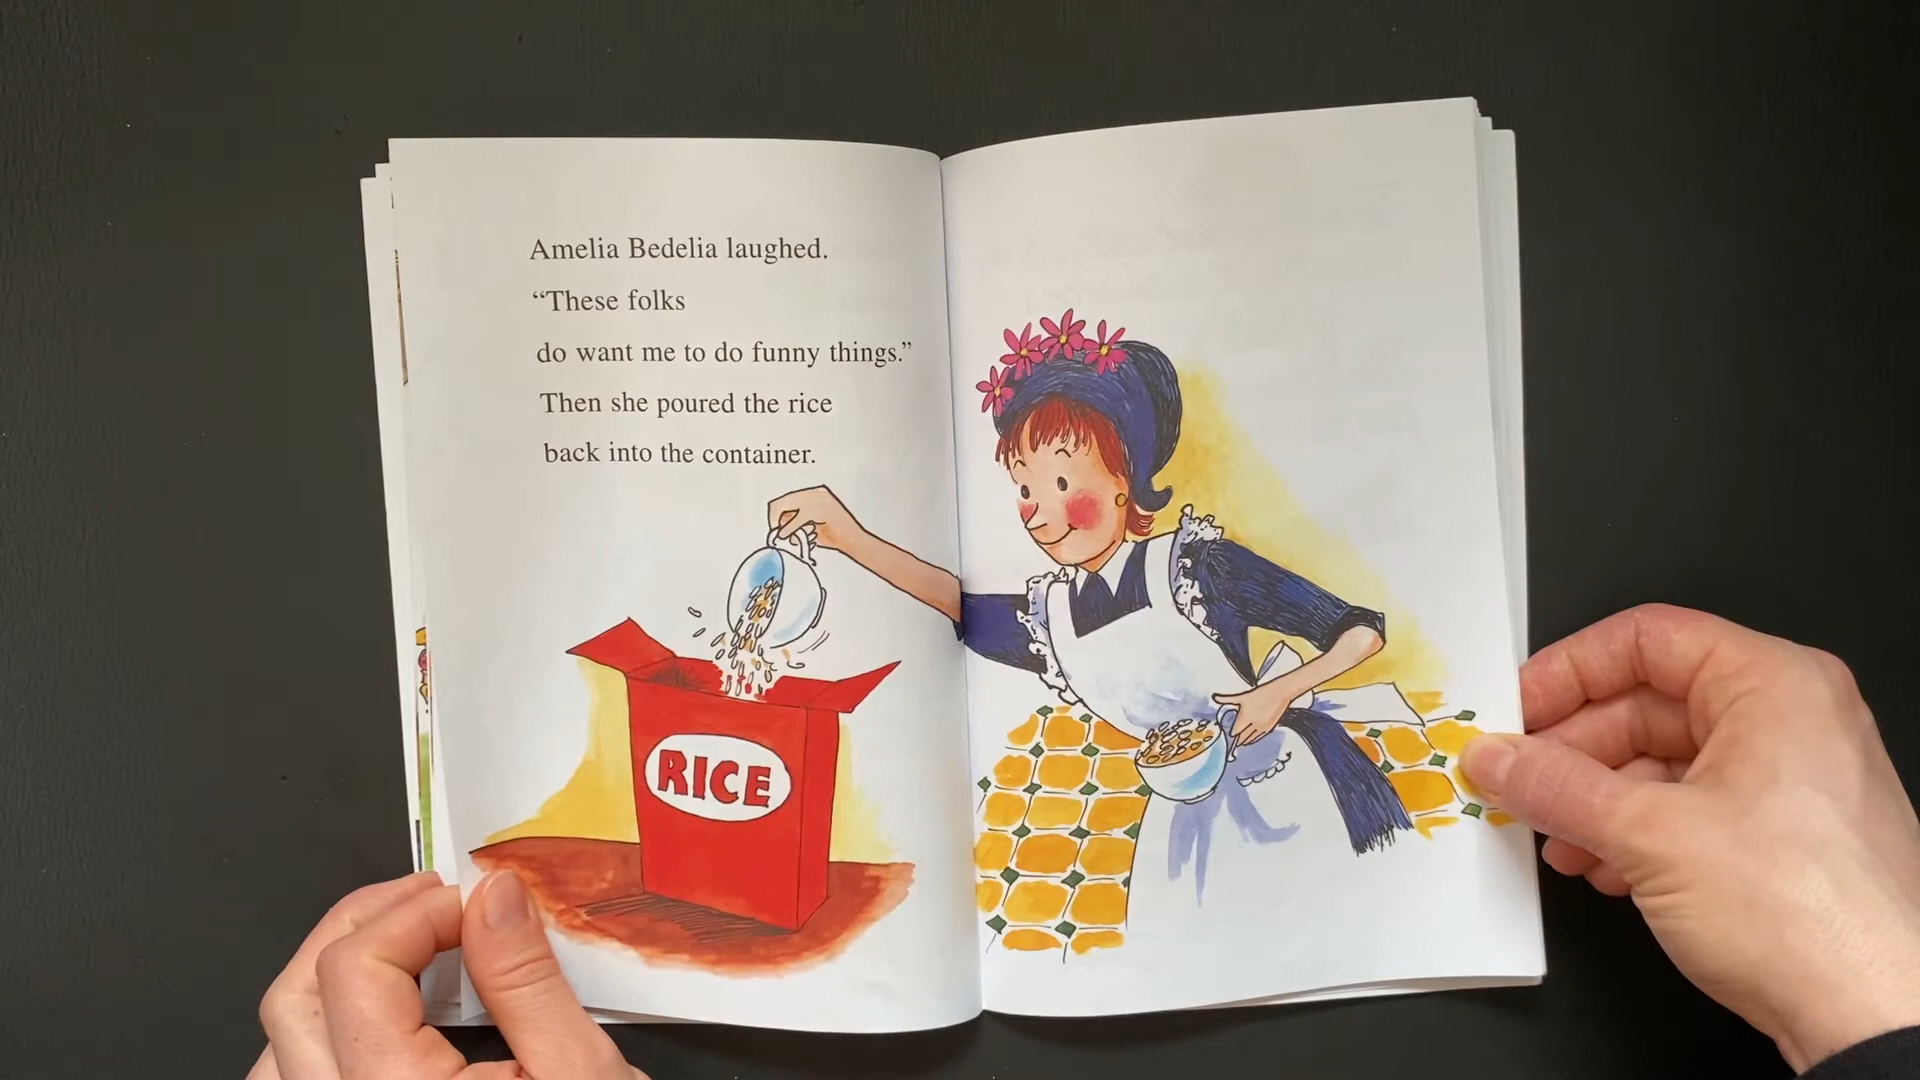 Amelia Bedelia laughed.
“These folks
do want me to do funny things.”
Then she poured the rice
back into the container.
RICE